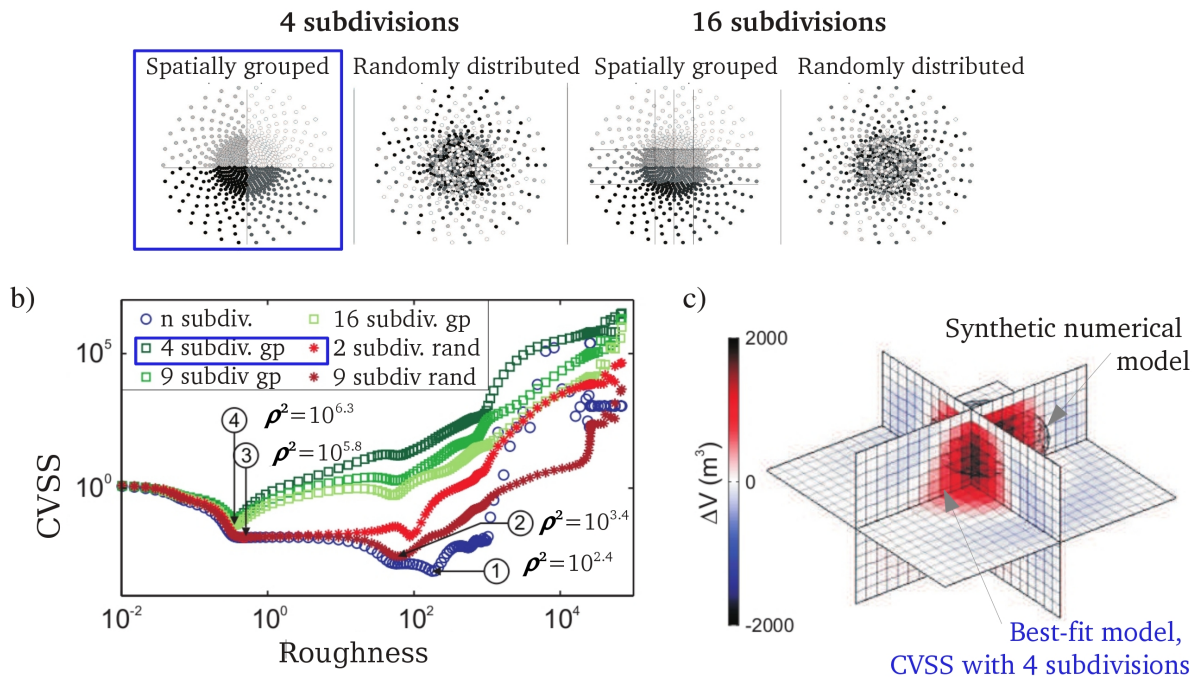 4 subdivisions
16 subdivisions
Spatially grouped
Randomly distributed
Spatially grouped
Randomly distributed
b)
n subdiv.
16 subdiv. gp
4 subdiv. gp
2 subdiv. rand
9 subdiv gp
9 subdiv rand
10^5
10^0
CVSS
④ ρ²=10^6.3
③ ρ²=10^5.8
② ρ²=10^3.4
① ρ²=10^2.4
10^-2
10^0
10^2
10^4
Roughness
c)
2000
0
-2000
ΔV (m³)
Synthetic numerical
model
Best-fit model,
CVSS with 4 subdivisions